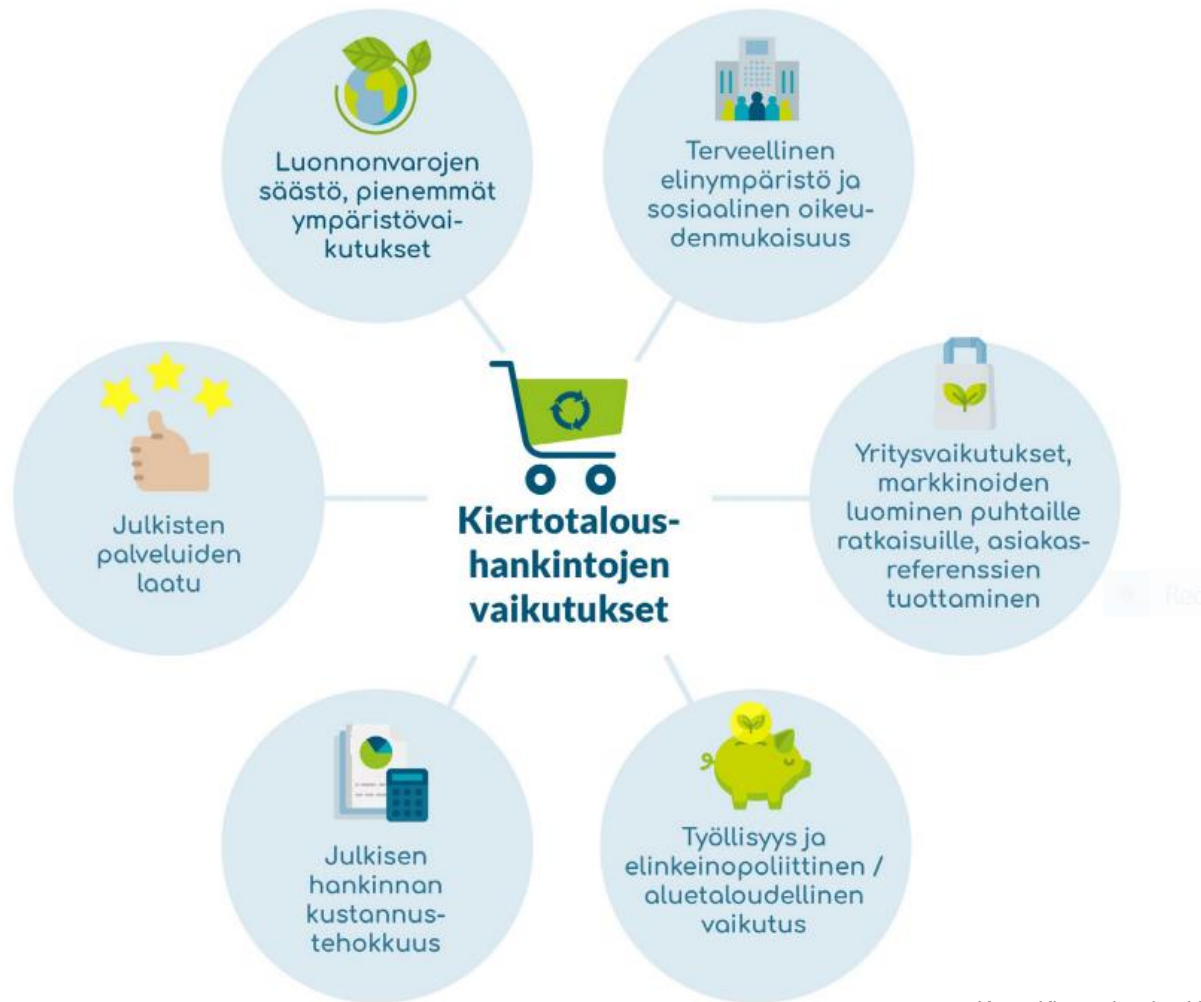 Luonnonvarojen
säästö, pienemmät
ympäristövai-
kutukset
Terveellinen
elinympäristö ja
sosiaalinen oikeu-
denmukaisuus
Julkisten
palveluiden
laatu
Kiertotalous-
hankintojen
vaikutukset
Yritysvaikutukset,
markkinoiden
luominen puhtaille
ratkaisuille, asiakas-
referenssien
tuottaminen
Julkisen
hankinnan
kustannus-
tehokkuus
Työllisyys ja
elinkeinopoliittinen /
aluetaloudellinen
vaikutus